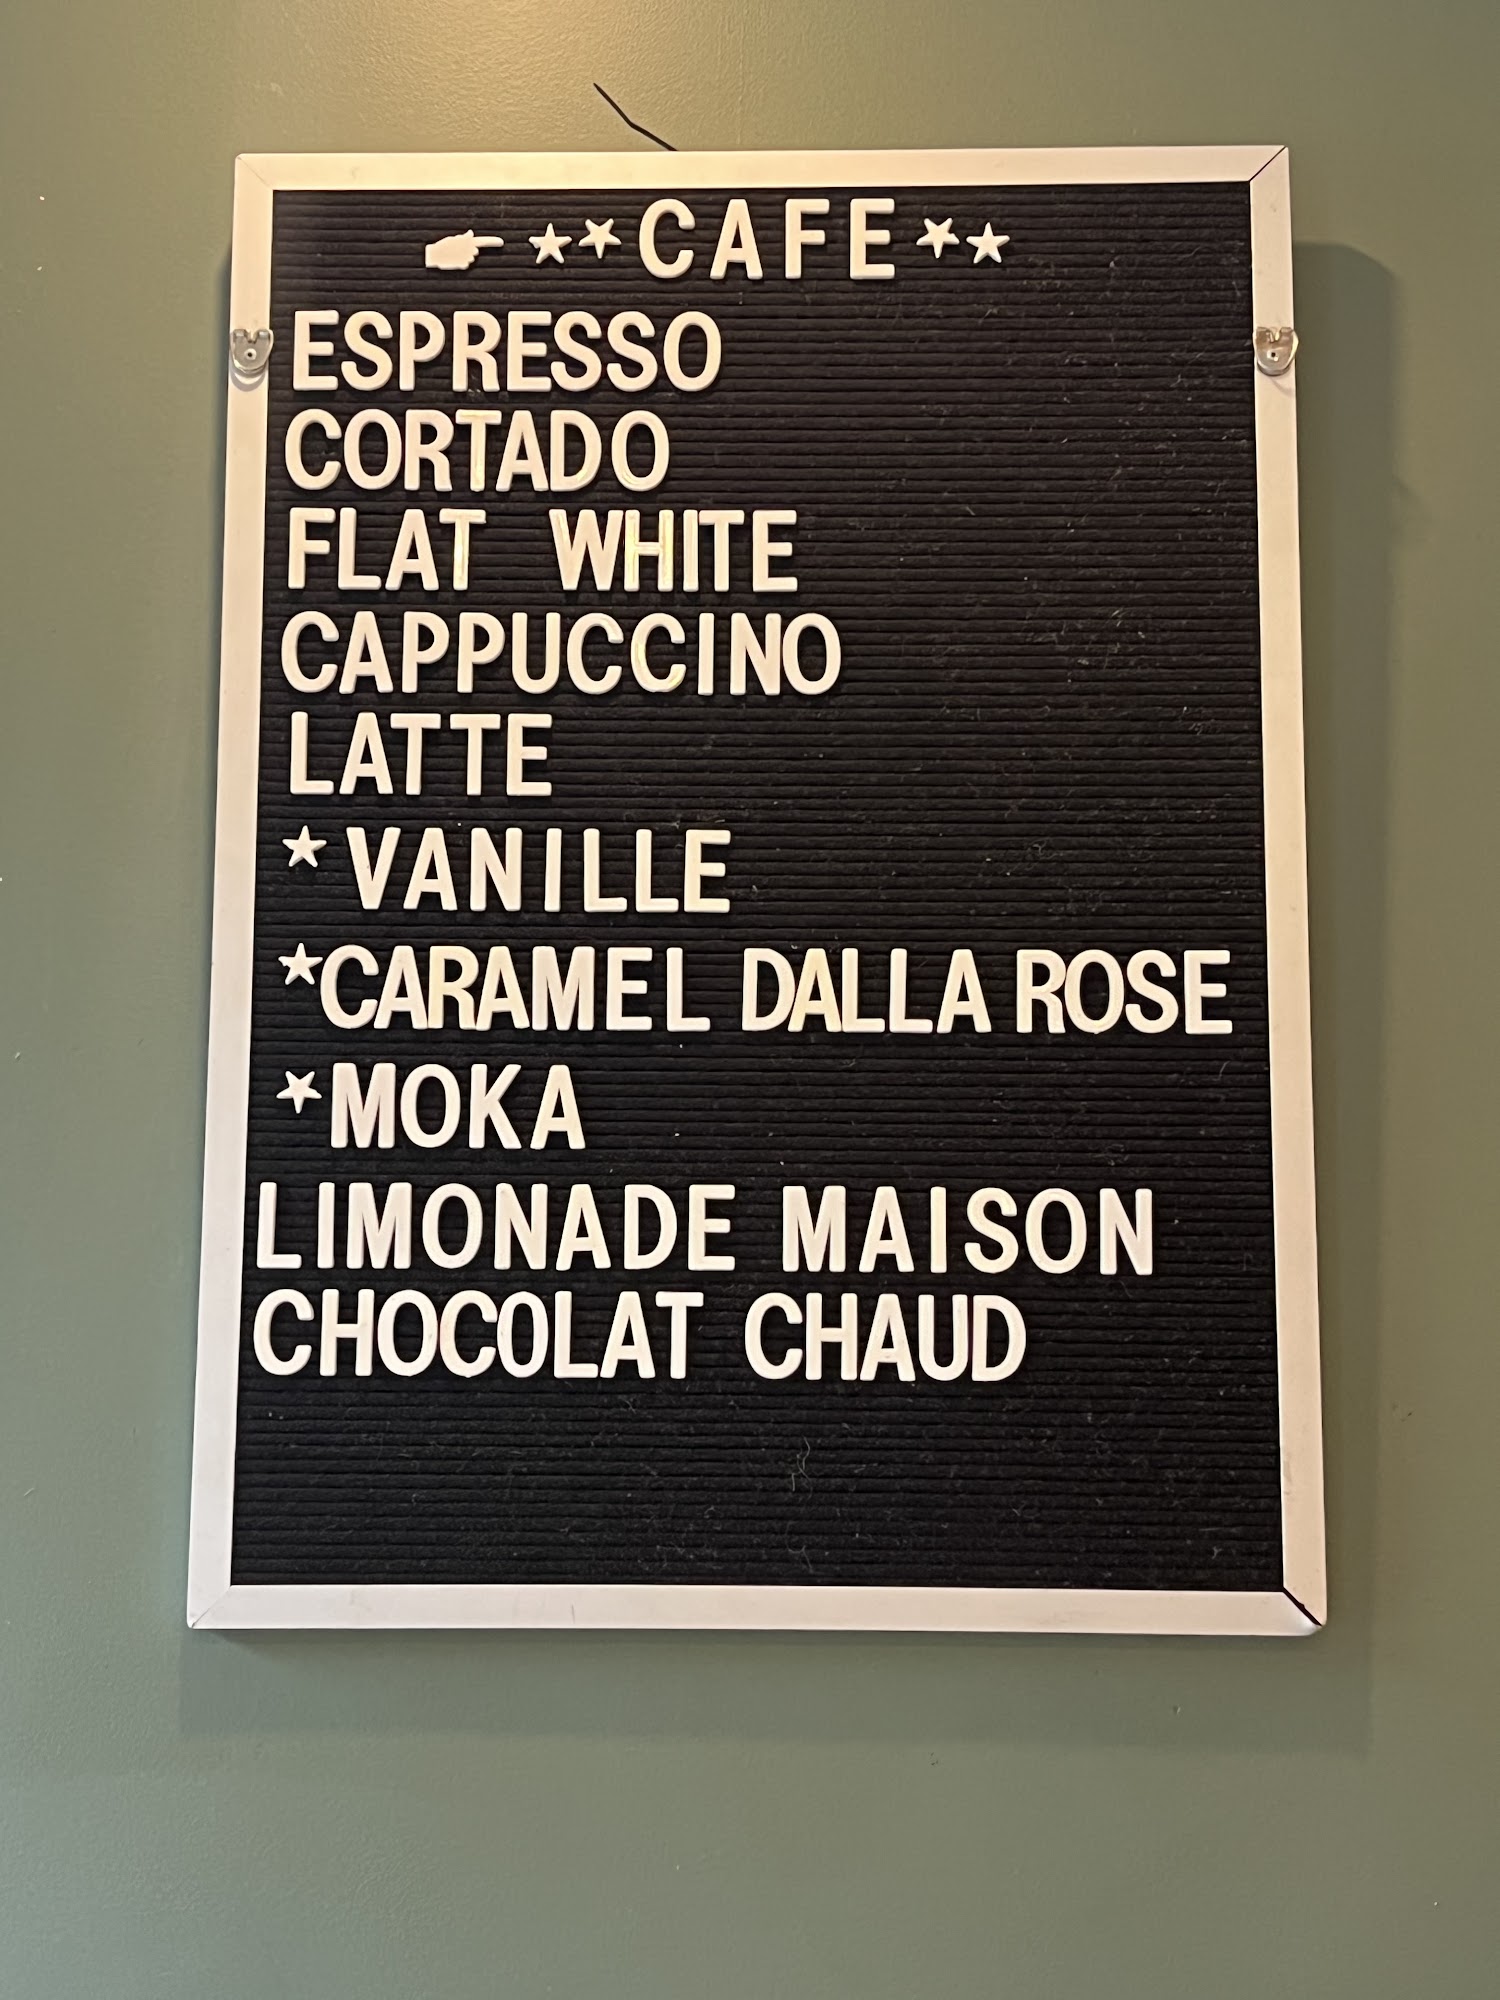 ☞ ★★CAFE★★
ESPRESSO
CORTADO
FLAT WHITE
CAPPUCCINO
LATTE
★ VANILLE
★CARAMEL DALLA ROSE
★MOKA
LIMONADE MAISON
CHOCOLAT CHAUD